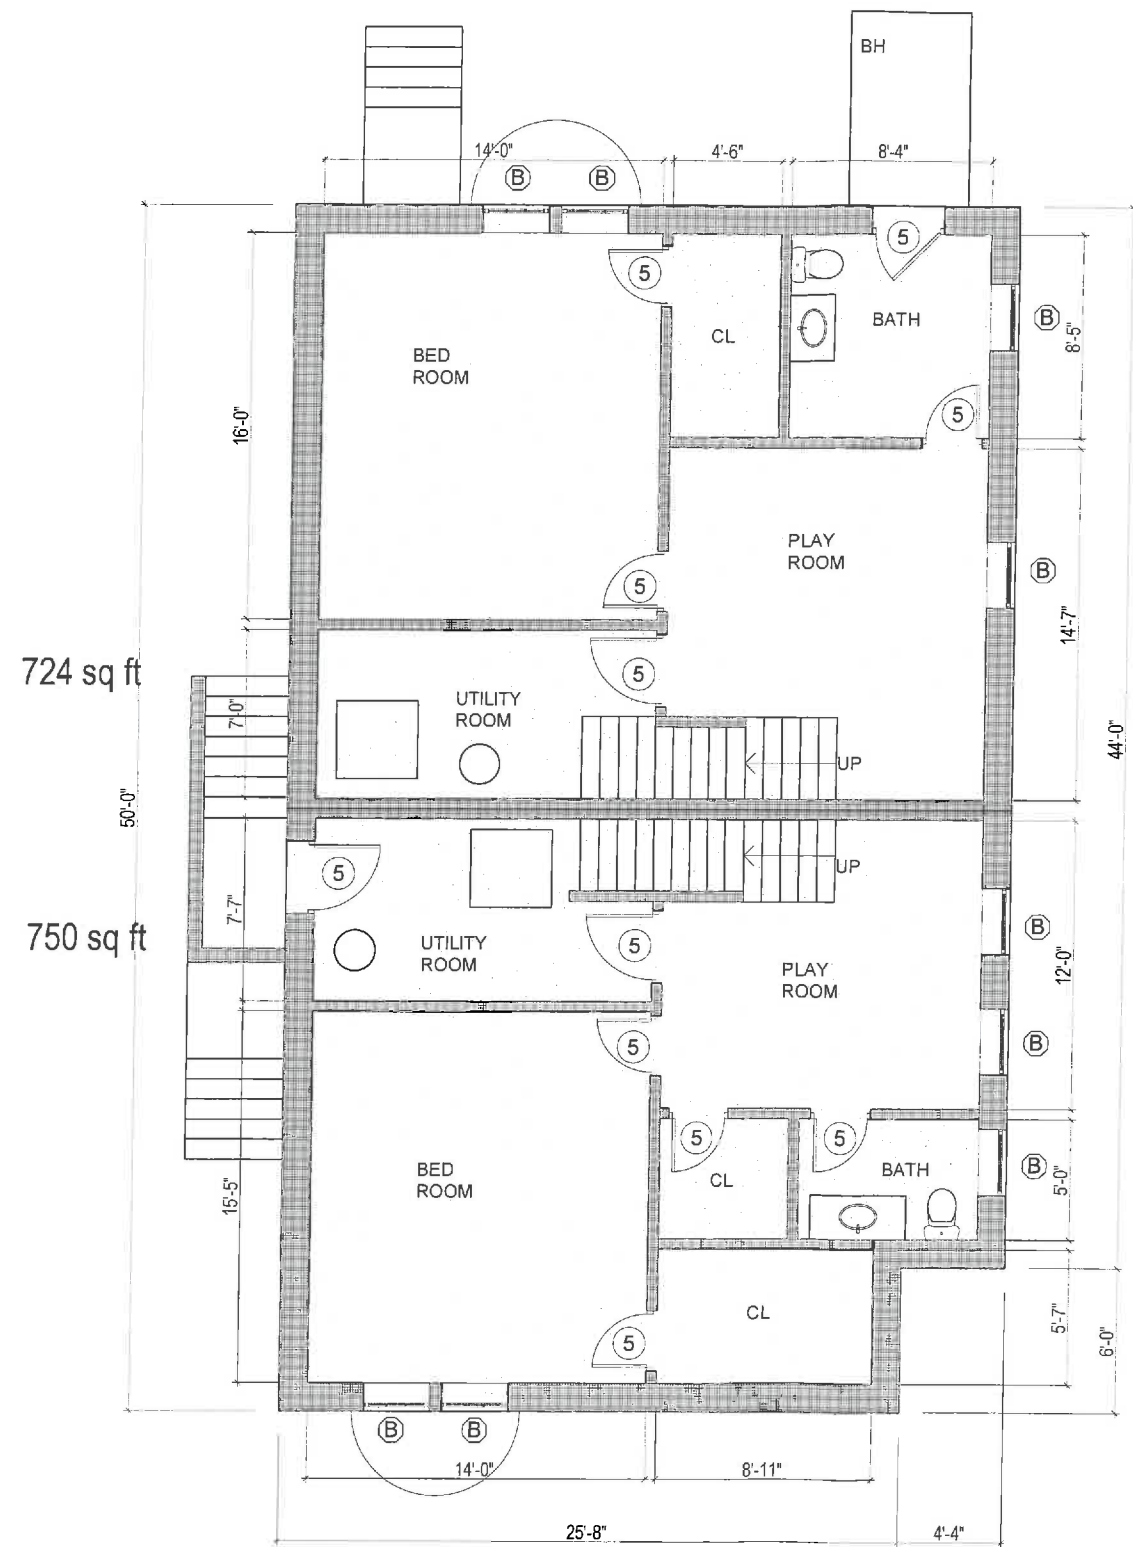 BH
14'-0"
4'-6"
8'-4"
B
B
5
5
B
8'-5"
BATH
CL
BED
ROOM
16'-0"
5
PLAY
ROOM
B
5
14'-7"
724 sq ft
5
UTILITY
ROOM
7'-0"
UP
44'-0"
50'-0"
UP
5
7'-7"
750 sq ft
UTILITY
ROOM
5
B
PLAY
ROOM
12'-0"
5
B
5
5
B
BATH
CL
5'-0"
BED
ROOM
15'-5"
CL
5
5'-7"
6'-0"
B
B
14'-0"
8'-11"
25'-8"
4'-4"